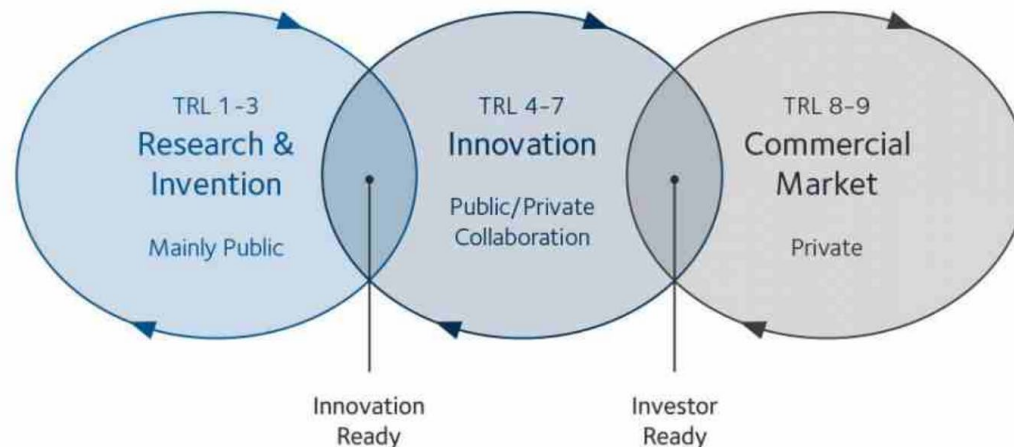 TRL 1-3
Research &
Invention
Mainly Public
TRL 4-7
Innovation
Public/Private
Collaboration
TRL 8-9
Commercial
Market
Private
Innovation
Ready
Investor
Ready